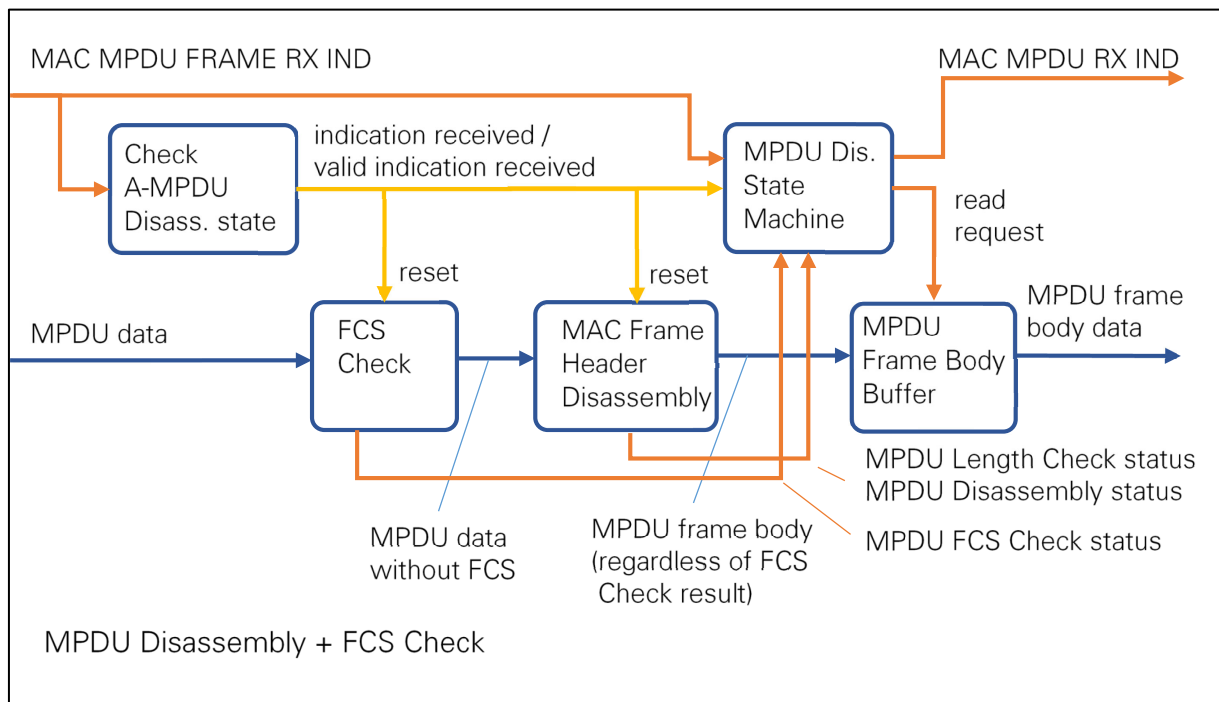 MAC MPDU FRAME RX IND
MAC MPDU RX IND
indication received /
valid indication received
Check
A-MPDU
Disass. state
MPDU Dis.
State
Machine
read
request
reset
reset
MPDU data
FCS
Check
MAC Frame
Header
Disassembly
MPDU
Frame Body
Buffer
MPDU frame
body data
MPDU Length Check status
MPDU Disassembly status
MPDU FCS Check status
MPDU data
without FCS
MPDU frame body
(regardless of FCS
Check result)
MPDU Disassembly + FCS Check